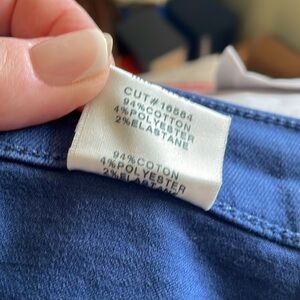 CUT#16584
94%COTTON
4%POLYESTER
2%ELASTANE
94%COTON
4%POLYESTER
2%ELASTANE